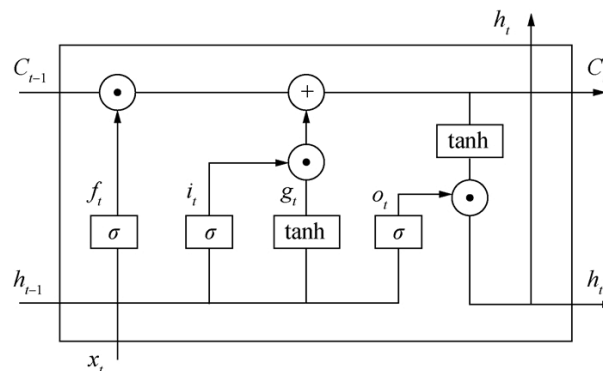 h_t
C_{t-1}
C
tanh
f_t
i_t
g_t
o_t
σ
σ
tanh
σ
h_{t-1}
h_t
x_t